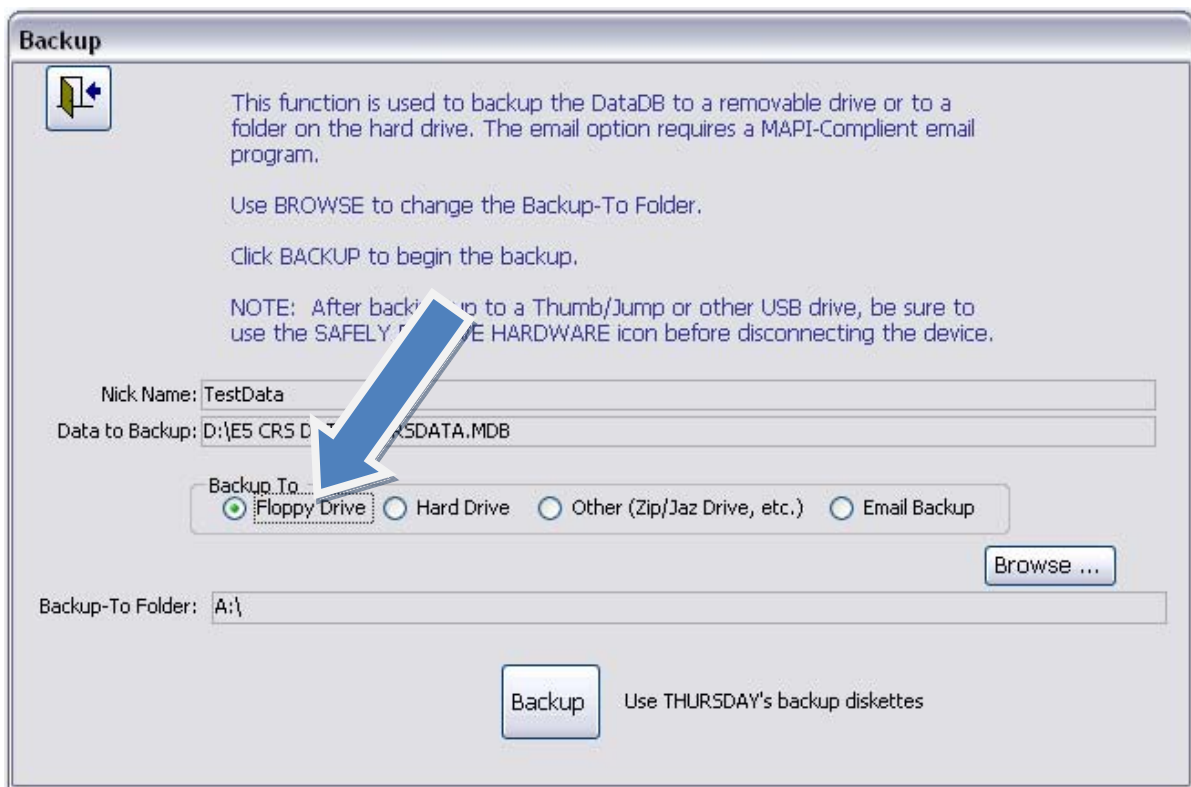 Backup
This function is used to backup the DataDB to a removable drive or to a
folder on the hard drive. The email option requires a MAPI-Complient email
program.
Use BROWSE to change the Backup-To Folder.
Click BACKUP to begin the backup.
NOTE: After backing up to a Thumb/Jump or other USB drive, be sure to
use the SAFELY HARDWARE icon before disconnecting the device.
Nick Name: TestData
Data to Backup: D:\E5 CRS
Backup To
Floppy Drive Hard Drive Other (Zip/Jaz Drive, etc.) Email Backup
Browse ...
Backup-To Folder: A:\
Backup Use THURSDAY's backup diskettes